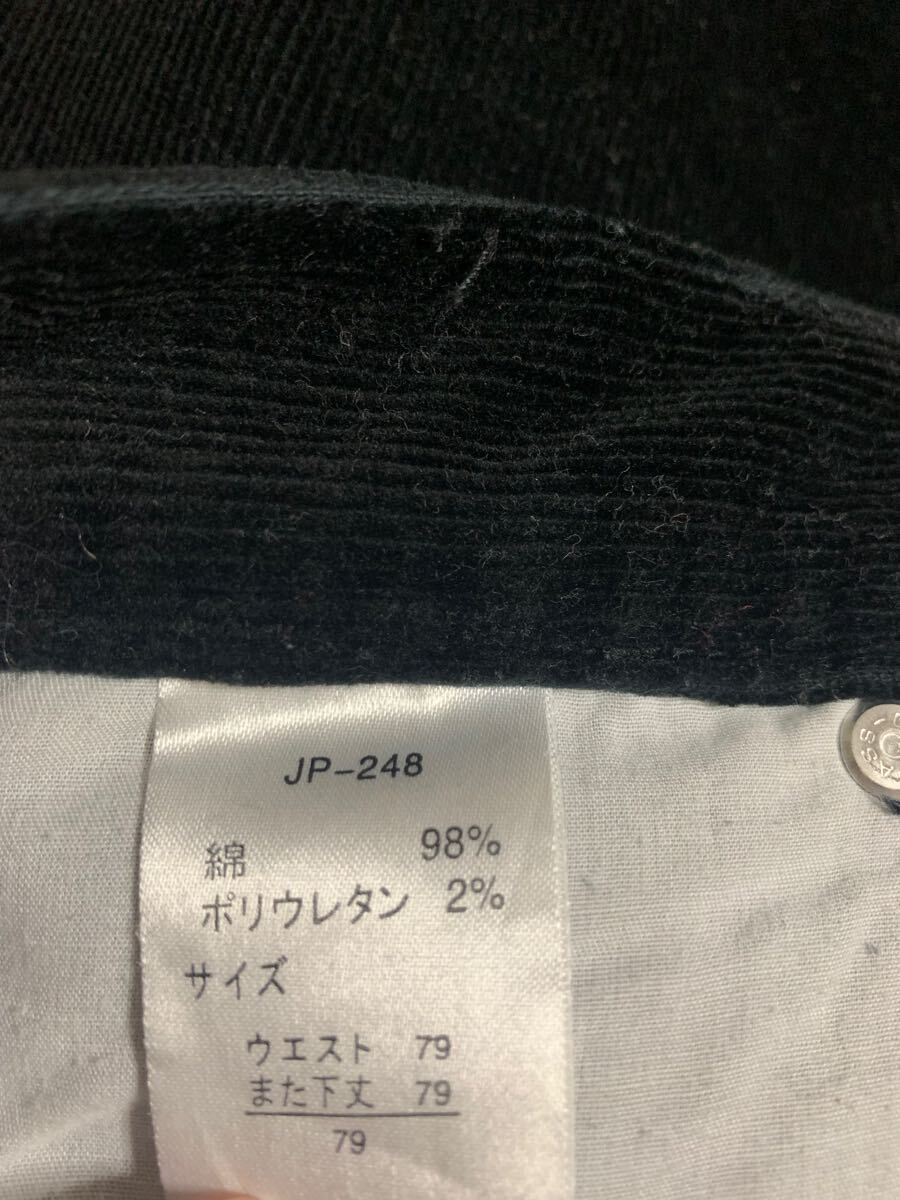 JP-248
綿 98%
ポリウレタン 2%
サイズ
ウエスト 79
また下丈 79
79